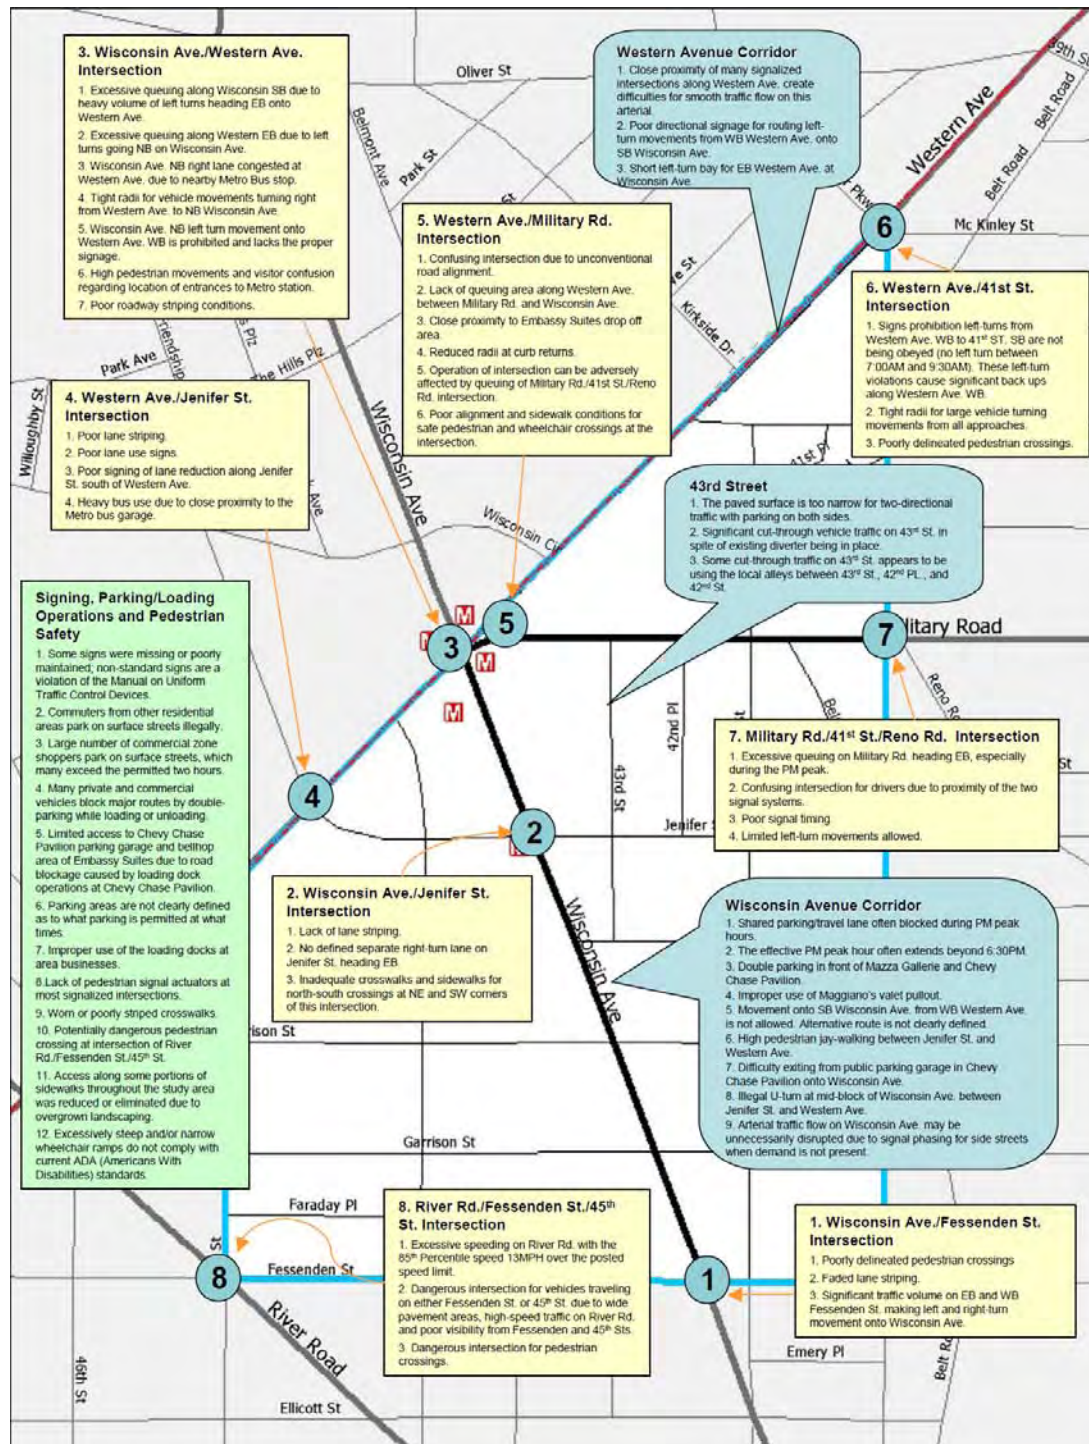 3. Wisconsin Ave./Western Ave.
Intersection
1. Excessive queuing along Wisconsin SB due to
heavy volume of left turns heading EB onto
Western Ave.
2. Excessive queuing along Western EB due to left
turns going NB on Wisconsin Ave.
3. Wisconsin Ave. NB right lane congested at
Western Ave. due to nearby Metro Bus stop.
4. Tight radii for vehicle movements turning
right from Western Ave. to NB Wisconsin Ave.
5. Wisconsin Ave. NB left turn movement onto
Western Ave. WB is prohibited and lacks the proper
signage.
6. High pedestrian movements and visitor confusion
regarding location of entrances to Metro station.
7. Poor roadway striping conditions.
Oliver St
Belmont Ave.
Park St
Western Avenue Corridor
1. Close proximity of many signalized
intersections along Western Ave. create
difficulties for smooth traffic flow on this
arterial.
2. Poor directional signage for routing left-
turn movements from WB Western Ave. onto
SB Wisconsin Ave.
3. Short left-turn bay for EB Western Ave. at
Wisconsin Ave.
Western Ave
39th St
Belt Road
Belt Road
Pkwy
6
Mc Kinley St
5. Western Ave./Military Rd.
Intersection
1. Confusing intersection due to unconventional
road alignment.
2. Lack of queuing area along Western Ave.
between Military Rd. and Wisconsin Ave.
3. Close proximity to Embassy Suites drop off
area.
4. Reduced radii at curb returns.
5. Operation of intersection can be adversely
affected by queuing of Military Rd./41st St./Reno
Rd. intersection.
6. Poor alignment and sidewalk conditions for
safe pedestrian and wheelchair crossings at the
intersection.
Kirkside Dr
6. Western Ave./41st St.
Intersection
1. Signs prohibition left-turns from
Western Ave. WB to 41st ST. SB are not
being obeyed (no left turn between
7:00AM and 9:30AM). These left-turn
violations cause significant back ups
along Western Ave. WB.
2. Tight radii for large vehicle turning
movements from all approaches.
3. Poorly delineated pedestrian crossings.
Park Ave
The Hills Plz
Plz
Friendship
Willoughby St
Wisconsin Ave
4. Western Ave./Jenifer St.
Intersection
1. Poor lane striping.
2. Poor lane use signs.
3. Poor signing of lane reduction along Jenifer
St. south of Western Ave.
4. Heavy bus use due to close proximity to the
Metro bus garage.
Ave
Wisconsin Cir
41st Pl
43rd Street
1. The paved surface is too narrow for two-directional
traffic with parking on both sides.
2. Significant cut-through vehicle traffic on 43rd St. in
spite of existing diverter being in place.
3. Some cut-through traffic on 43rd St. appears to be
using the local alleys between 43rd St., 42nd PL., and
42nd St.
Signing, Parking/Loading
Operations and Pedestrian
Safety
1. Some signs were missing or poorly
maintained; non-standard signs are a
violation of the Manual on Uniform
Traffic Control Devices.
2. Commuters from other residential
areas park on surface streets illegally.
3. Large number of commercial zone
shoppers park on surface streets, which
many exceed the permitted two hours.
4. Many private and commercial
vehicles block major routes by double-
parking while loading or unloading.
5. Limited access to Chevy Chase
Pavilion parking garage and bellhop
area of Embassy Suites due to road
blockage caused by loading dock
operations at Chevy Chase Pavilion.
6. Parking areas are not clearly defined
as to what parking is permitted at what
times.
7. Improper use of the loading docks at
area businesses.
8.Lack of pedestrian signal actuators at
most signalized intersections.
9. Worn or poorly striped crosswalks.
10. Potentially dangerous pedestrian
crossing at intersection of River
Rd./Fessenden St./45th St.
11. Access along some portions of
sidewalks throughout the study area
was reduced or eliminated due to
overgrown landscaping.
12. Excessively steep and/or narrow
wheelchair ramps do not comply with
current ADA (Americans With
Disabilities) standards.
M
M
M
M
M
3
5
7
litary Road
Reno Rd
Belt
42nd Pl
43rd St
4
2
Jenifer S
St
7. Military Rd./41st St./Reno Rd. Intersection
1. Excessive queuing on Military Rd. heading EB, especially
during the PM peak.
2. Confusing intersection for drivers due to proximity of the two
signal systems.
3. Poor signal timing
4. Limited left-turn movements allowed.
2. Wisconsin Ave./Jenifer St.
Intersection
1. Lack of lane striping.
2. No defined separate right-turn lane on
Jenifer St. heading EB.
3. Inadequate crosswalks and sidewalks for
north-south crossings at NE and SW corners
of this intersection.
Wisconsin Ave.
Wisconsin Avenue Corridor
1. Shared parking/travel lane often blocked during PM peak
hours.
2. The effective PM peak hour often extends beyond 6:30PM.
3. Double parking in front of Mazza Gallerie and Chevy
Chase Pavilion.
4. Improper use of Maggiano's valet pullout.
5. Movement onto SB Wisconsin Ave. from WB Western Ave.
is not allowed. Alternative route is not clearly defined.
6. High pedestrian jay-walking between Jenifer St. and
Western Ave.
7. Difficulty exiting from public parking garage in Chevy
Chase Pavilion onto Wisconsin Ave.
8. Illegal U-turn at mid-block of Wisconsin Ave. between
Jenifer St. and Western Ave.
9. Arterial traffic flow on Wisconsin Ave. may be
unnecessarily disrupted due to signal phasing for side streets
when demand is not present.
ison St
Garrison St
Faraday Pl
St
Fessenden St
8
River Road
46th St
Ellicott St
8. River Rd./Fessenden St./45th
St. Intersection
1. Excessive speeding on River Rd. with the
85th Percentile speed 13MPH over the posted
speed limit.
2. Dangerous intersection for vehicles traveling
on either Fessenden St. or 45th St. due to wide
pavement areas, high-speed traffic on River Rd.
and poor visibility from Fessenden and 45th Sts.
3. Dangerous intersection for pedestrian
crossings.
1
1. Wisconsin Ave./Fessenden St.
Intersection
1. Poorly delineated pedestrian crossings
2. Faded lane striping.
3. Significant traffic volume on EB and WB
Fessenden St. making left and right-turn
movement onto Wisconsin Ave.
Emery Pl
Belt Ro